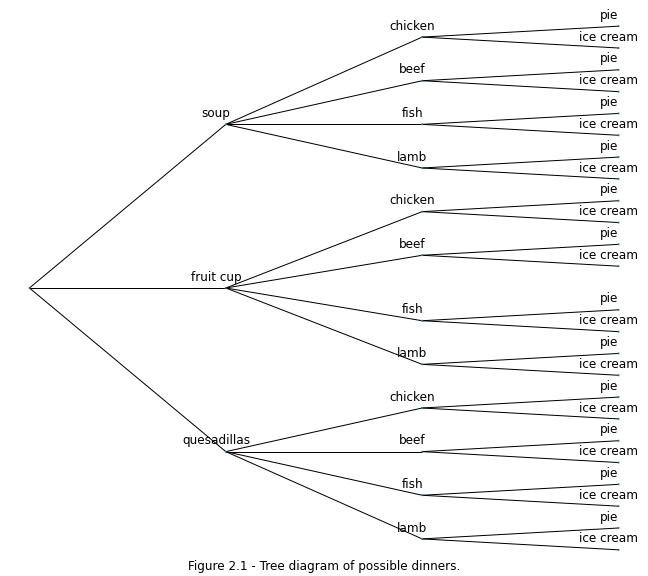 pie
chicken
ice cream
pie
beef
ice cream
pie
soup
fish
ice cream
pie
lamb
ice cream
pie
chicken
ice cream
pie
beef
ice cream
fruit cup
pie
fish
ice cream
pie
lamb
ice cream
pie
chicken
ice cream
pie
quesadillas
beef
ice cream
pie
fish
ice cream
pie
lamb
ice cream
Figure 2.1 - Tree diagram of possible dinners.